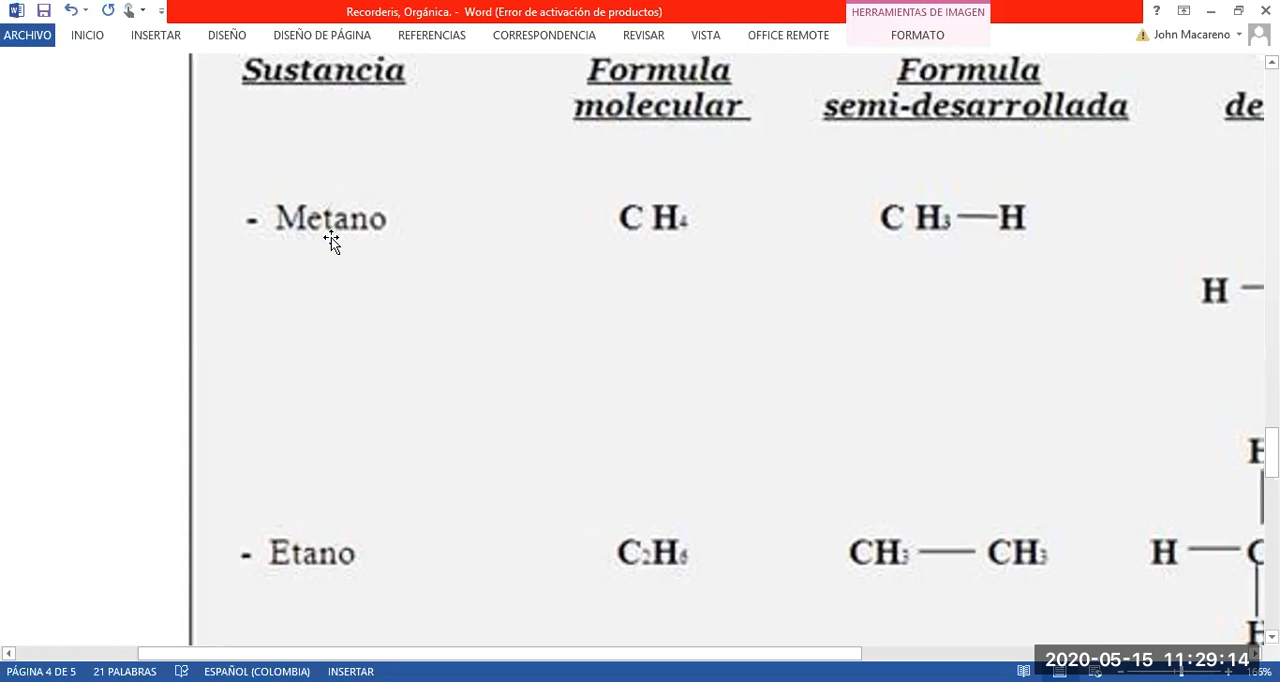 Recorderis, Orgánica. - Word (Error de activación de productos)
HERRAMIENTAS DE IMAGEN
?
ARCHIVO INICIO INSERTAR DISEÑO DISEÑO DE PÁGINA REFERENCIAS CORRESPONDENCIA REVISAR VISTA OFFICE REMOTE FORMATO John Macareno
Sustancia Formula Formula
molecular semi-desarrollada de
- Metano C H₄ C H₃—H
H —
H
- Etano C₂H₆ CH₃ — CH₃ H — C
H
2020-05-15 11:29:14
PÁGINA 4 DE 5 21 PALABRAS ESPAÑOL (COLOMBIA) INSERTAR